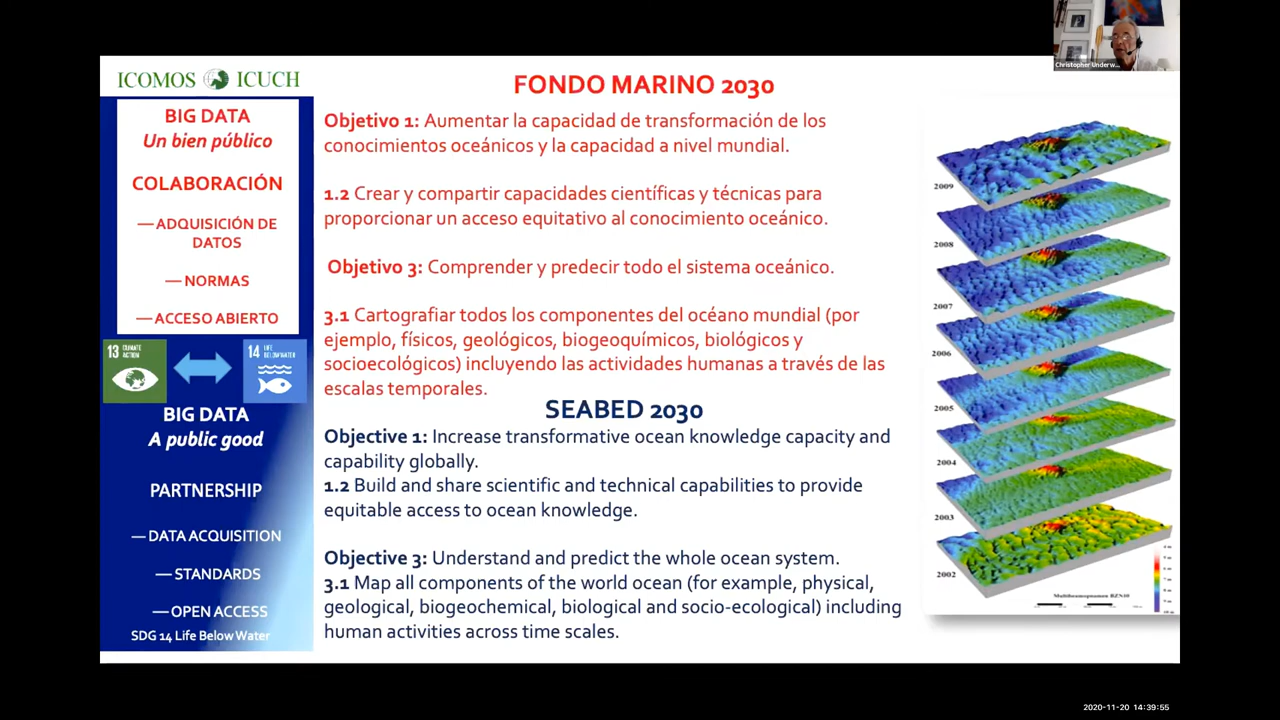 Christopher Underw...
ICOMOS ICUCH
BIG DATA
Un bien público
COLABORACIÓN
— ADQUISICIÓN DE
DATOS
— NORMAS
— ACCESO ABIERTO
13 CLIMATE
ACTION
14 LIFE
BELOW WATER
BIG DATA
A public good
PARTNERSHIP
— DATA ACQUISITION
— STANDARDS
— OPEN ACCESS
SDG 14 Life Below Water
FONDO MARINO 2030
Objetivo 1: Aumentar la capacidad de transformación de los
conocimientos oceánicos y la capacidad a nivel mundial.
1.2 Crear y compartir capacidades científicas y técnicas para
proporcionar un acceso equitativo al conocimiento oceánico.
Objetivo 3: Comprender y predecir todo el sistema oceánico.
3.1 Cartografiar todos los componentes del océano mundial (por
ejemplo, físicos, geológicos, biogeoquímicos, biológicos y
socioecológicos) incluyendo las actividades humanas a través de las
escalas temporales.
SEABED 2030
Objective 1: Increase transformative ocean knowledge capacity and
capability globally.
1.2 Build and share scientific and technical capabilities to provide
equitable access to ocean knowledge.
Objective 3: Understand and predict the whole ocean system.
3.1 Map all components of the world ocean (for example, physical,
geological, biogeochemical, biological and socio-ecological) including
human activities across time scales.
2009
2008
2007
2006
2005
2004
2003
2002
2020-11-20 14:39:55